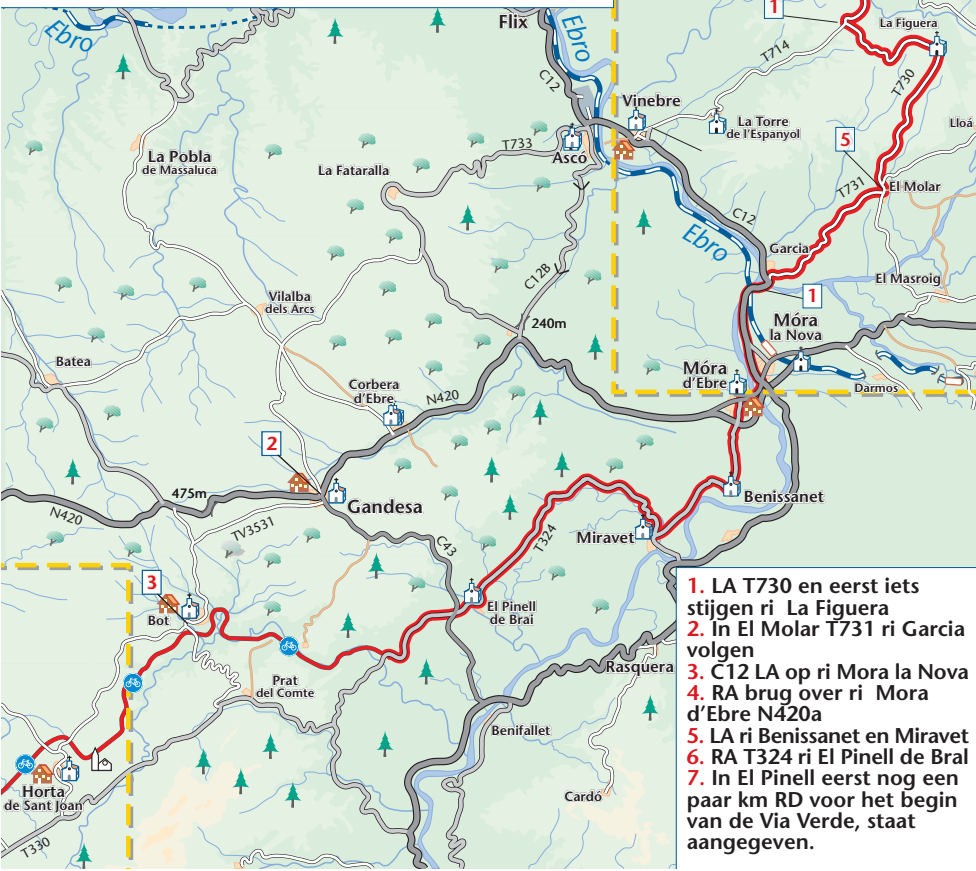 Ebro
Flix
Ebro
C12
1
La Figuera
T714
T730
Vinebre
La Torre
de l'Espanyol
Lloá
5
T733
Ascó
La Pobla
de Massaluca
La Fataralla
T731
El Molar
C12
Ebro
Garcia
El Masroig
C12B
1
Vilalba
dels Arcs
240m
Móra
la Nova
Batea
Móra
d'Ebre
Darmos
Corbera
d'Ebre
N420
2
475m
Gandesa
Benissanet
N420
TV3531
C43
T324
Miravet
3
Bot
El Pinell
de Brai
Rasquera
Prat
del Comte
Benifallet
Cardó
Horta
de Sant Joan
T330
1. LA T730 en eerst iets
stijgen ri La Figuera
2. In El Molar T731 ri Garcia
volgen
3. C12 LA op ri Mora la Nova
4. RA brug over ri Mora
d'Ebre N420a
5. LA ri Benissanet en Miravet
6. RA T324 ri El Pinell de Bral
7. In El Pinell eerst nog een
paar km RD voor het begin
van de Via Verde, staat
aangegeven.